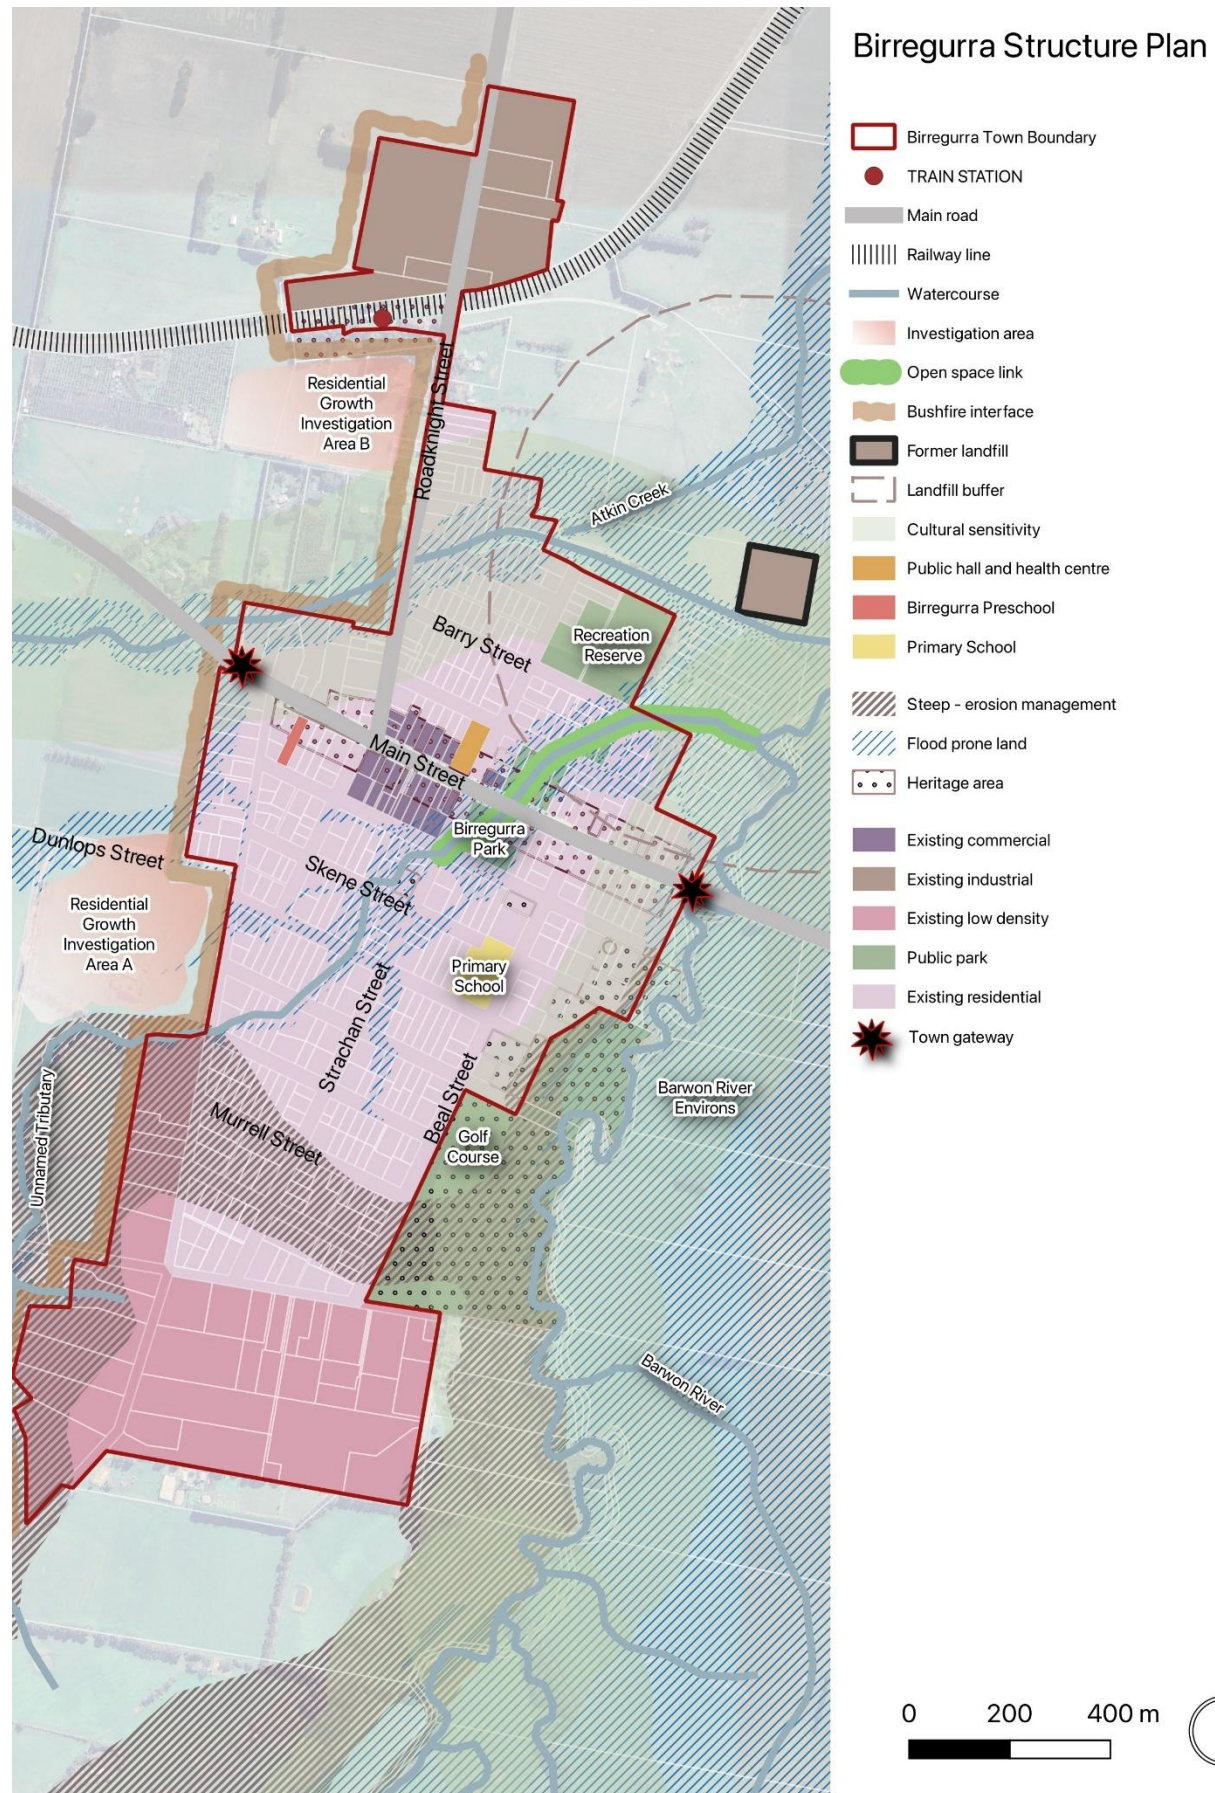 Birregurra Structure Plan
Birregurra Town Boundary
TRAIN STATION
Main road
Railway line
Watercourse
Investigation area
Open space link
Bushfire interface
Former landfill
Landfill buffer
Cultural sensitivity
Public hall and health centre
Birregurra Preschool
Primary School
Steep - erosion management
Flood prone land
Heritage area
Existing commercial
Existing industrial
Existing low density
Public park
Existing residential
Town gateway
Residential
Growth
Investigation
Area B
Roadknight Street
Atkin Creek
Barry Street
Recreation
Reserve
Main Street
Birregurra
Park
Dunlops Street
Skene Street
Residential
Growth
Investigation
Area A
Primary
School
Strachan Street
Beal Street
Barwon River
Environs
Unnamed Tributary
Murrell Street
Golf
Course
Barwon River
0 200 400 m